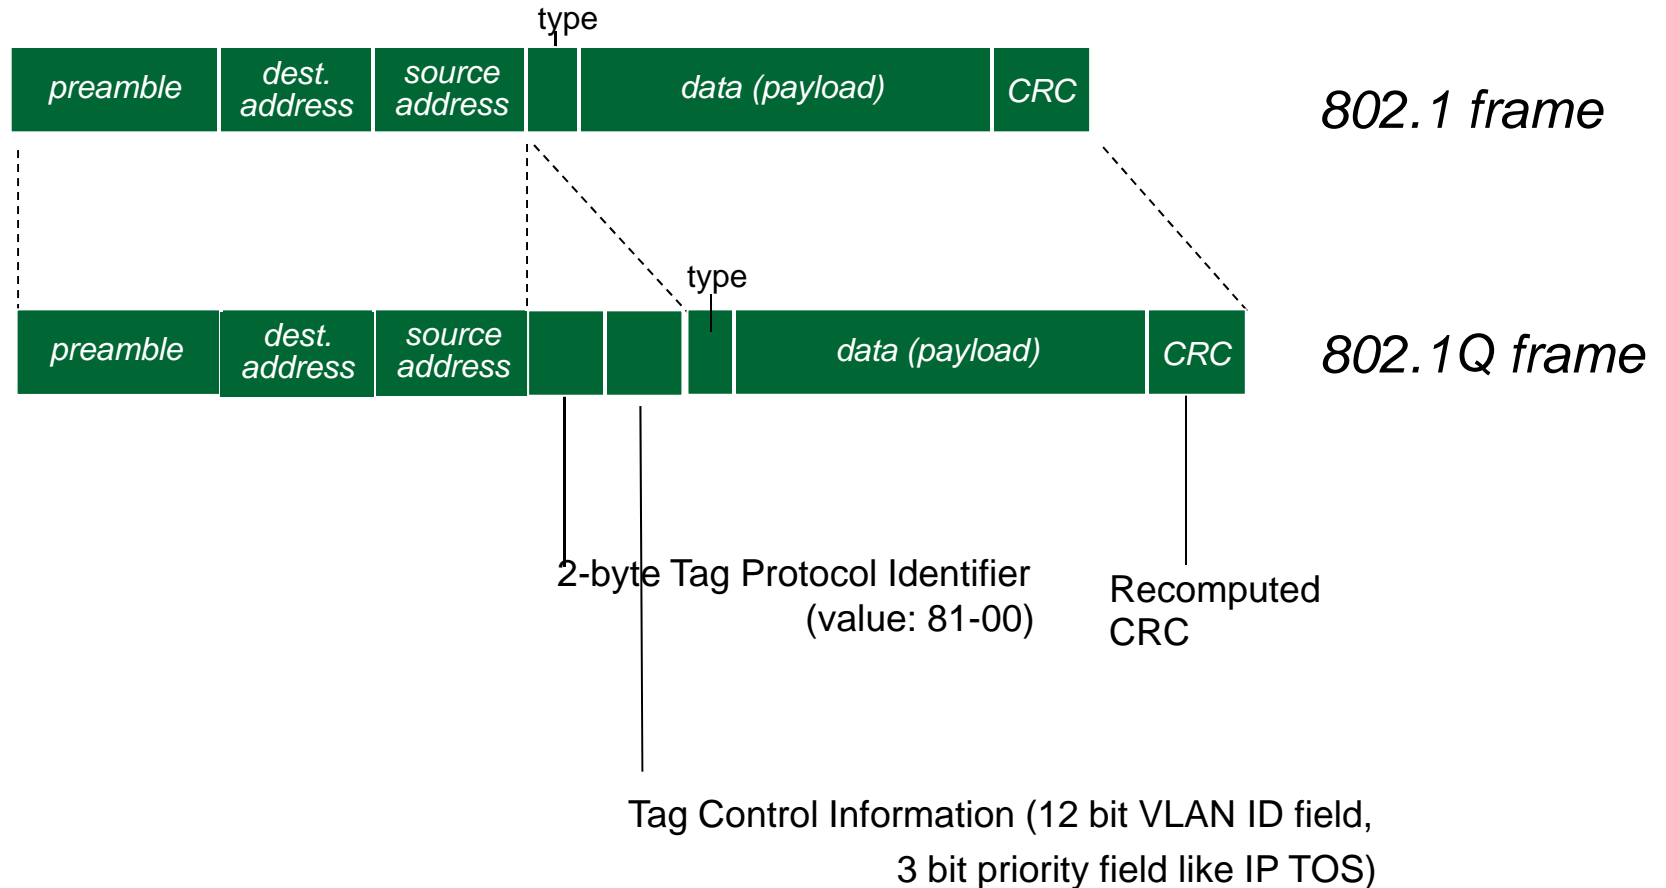 type
preamble
dest.
address
source
address
data (payload)
CRC
802.1 frame
type
preamble
dest.
address
source
address
data (payload)
CRC
802.1Q frame
2-byte Tag Protocol Identifier
(value: 81-00)
Recomputed
CRC
Tag Control Information (12 bit VLAN ID field,
3 bit priority field like IP TOS)